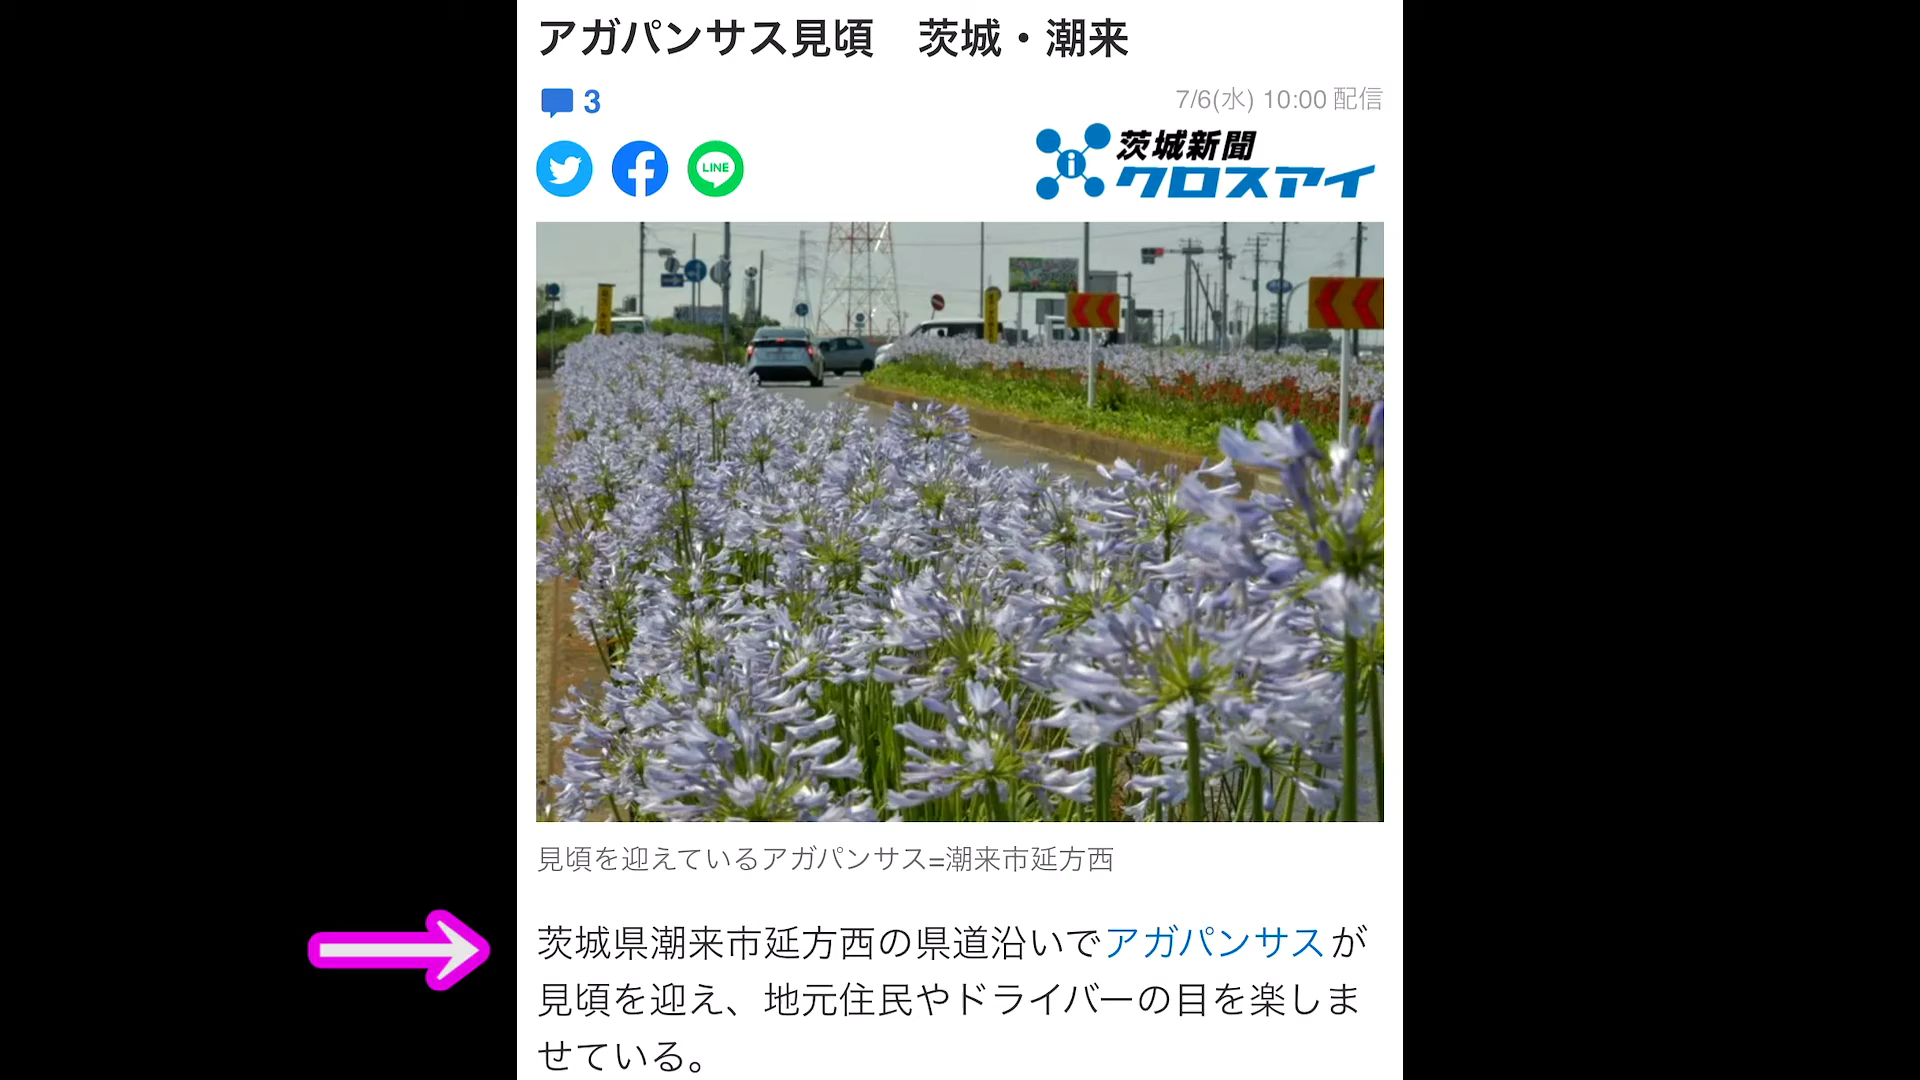 アガパンサス見頃　茨城・潮来
3
7/6(水) 10:00 配信
LINE
茨城新聞
クロスアイ
見頃を迎えているアガパンサス=潮来市延方西
茨城県潮来市延方西の県道沿いでアガパンサスが
見頃を迎え、地元住民やドライバーの目を楽しま
せている。